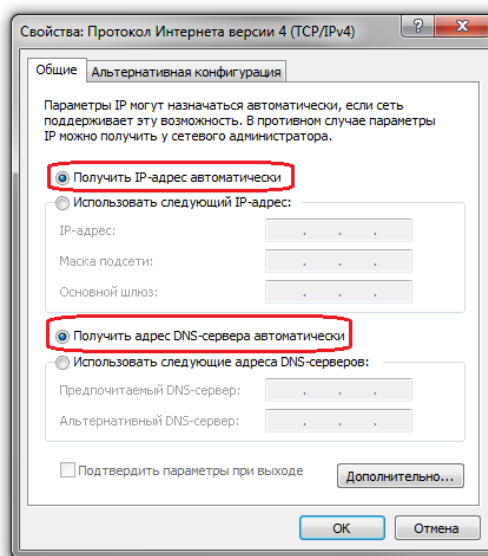 Свойства: Протокол Интернета версии 4 (TCP/IPv4)
Общие
Альтернативная конфигурация
Параметры IP могут назначаться автоматически, если сеть
поддерживает эту возможность. В противном случае параметры
IP можно получить у сетевого администратора.
Получить IP-адрес автоматически
Использовать следующий IP-адрес:
IP-адрес:
Маска подсети:
Основной шлюз:
Получить адрес DNS-сервера автоматически
Использовать следующие адреса DNS-серверов:
Предпочитаемый DNS-сервер:
Альтернативный DNS-сервер:
Подтвердить параметры при выходе
Дополнительно...
ОК
Отмена